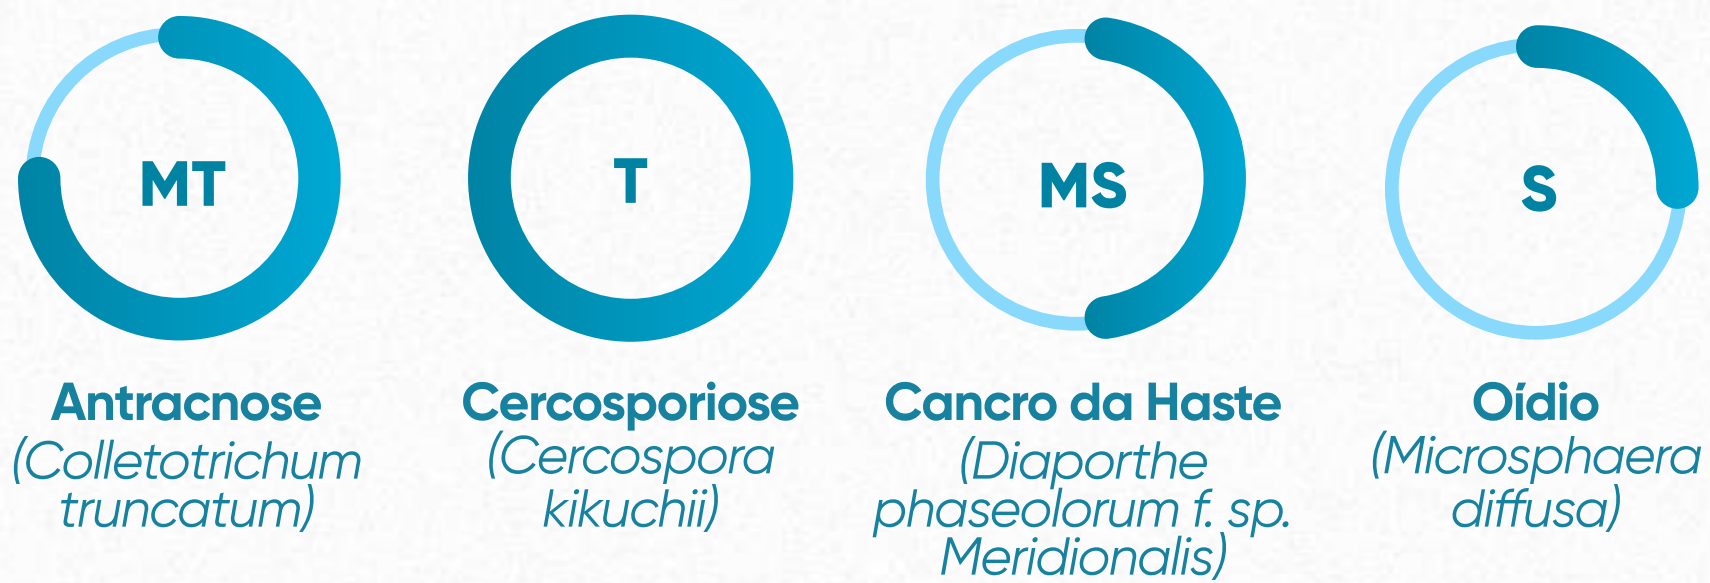 MT
Antracnose
(Colletotrichum
truncatum)
T
Cercosporiose
(Cercospora
kikuchii)
MS
Cancro da Haste
(Diaporthe
phaseolorum f. sp.
Meridionalis)
S
Oídio
(Microsphaera
diffusa)